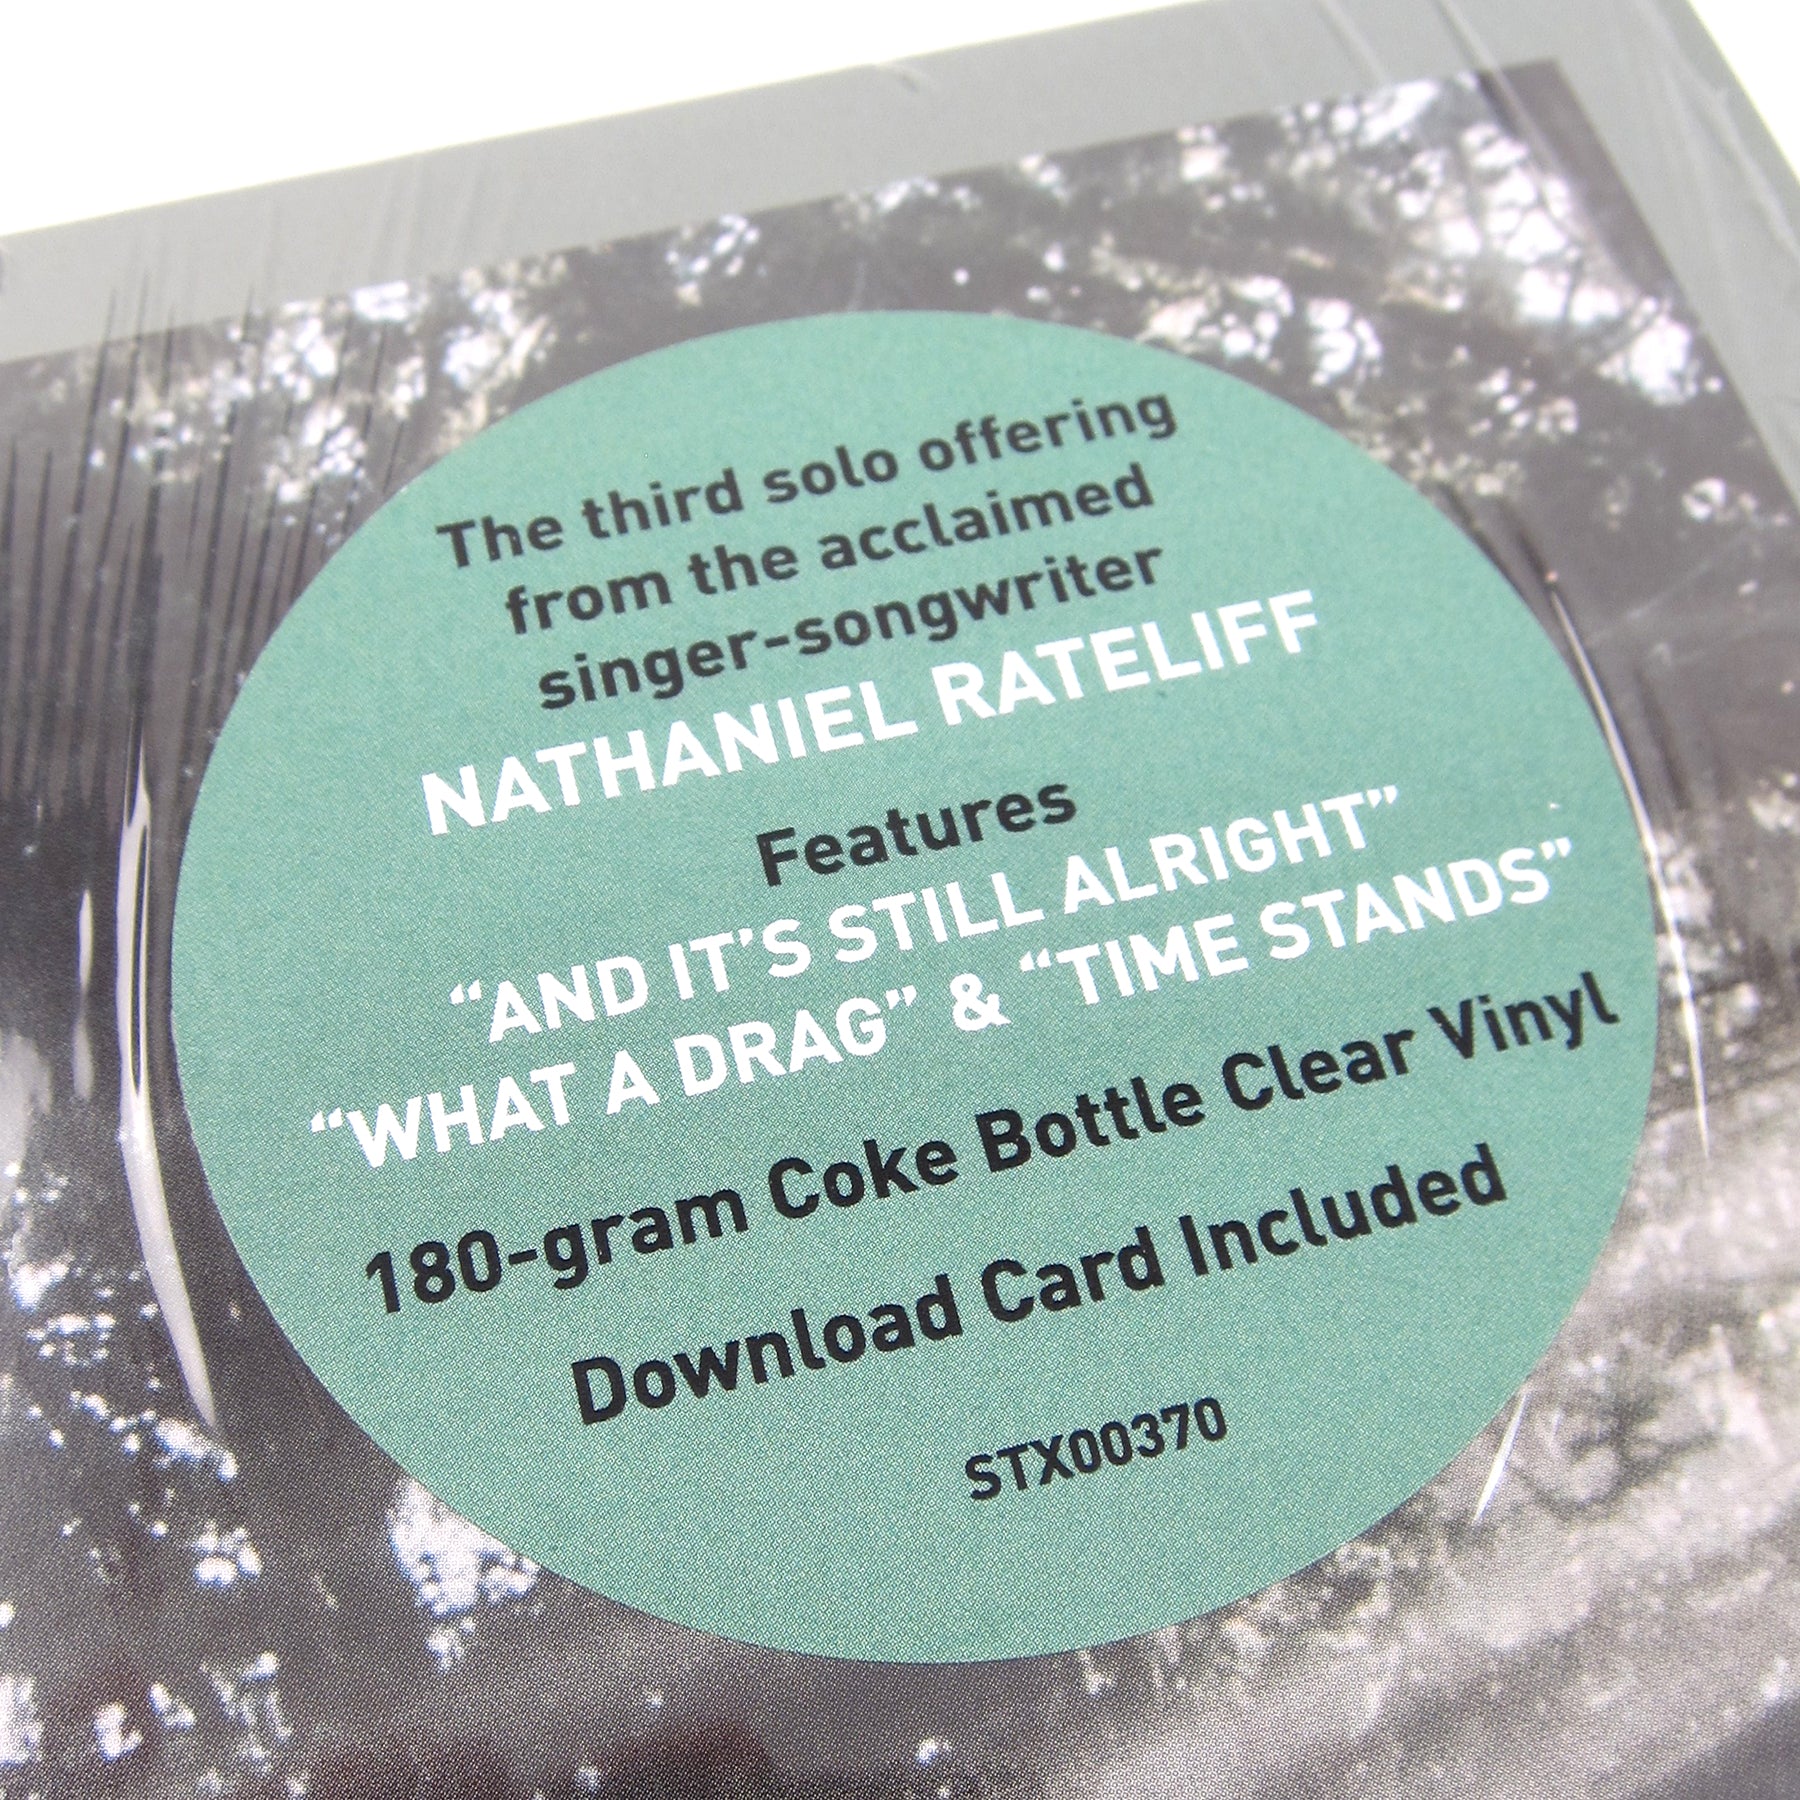 The third solo offering
from the acclaimed
singer-songwriter
NATHANIEL RATELIFF
Features
“AND IT’S STILL ALRIGHT”
“WHAT A DRAG” & “TIME STANDS”
180-gram Coke Bottle Clear Vinyl
Download Card Included
STX00370